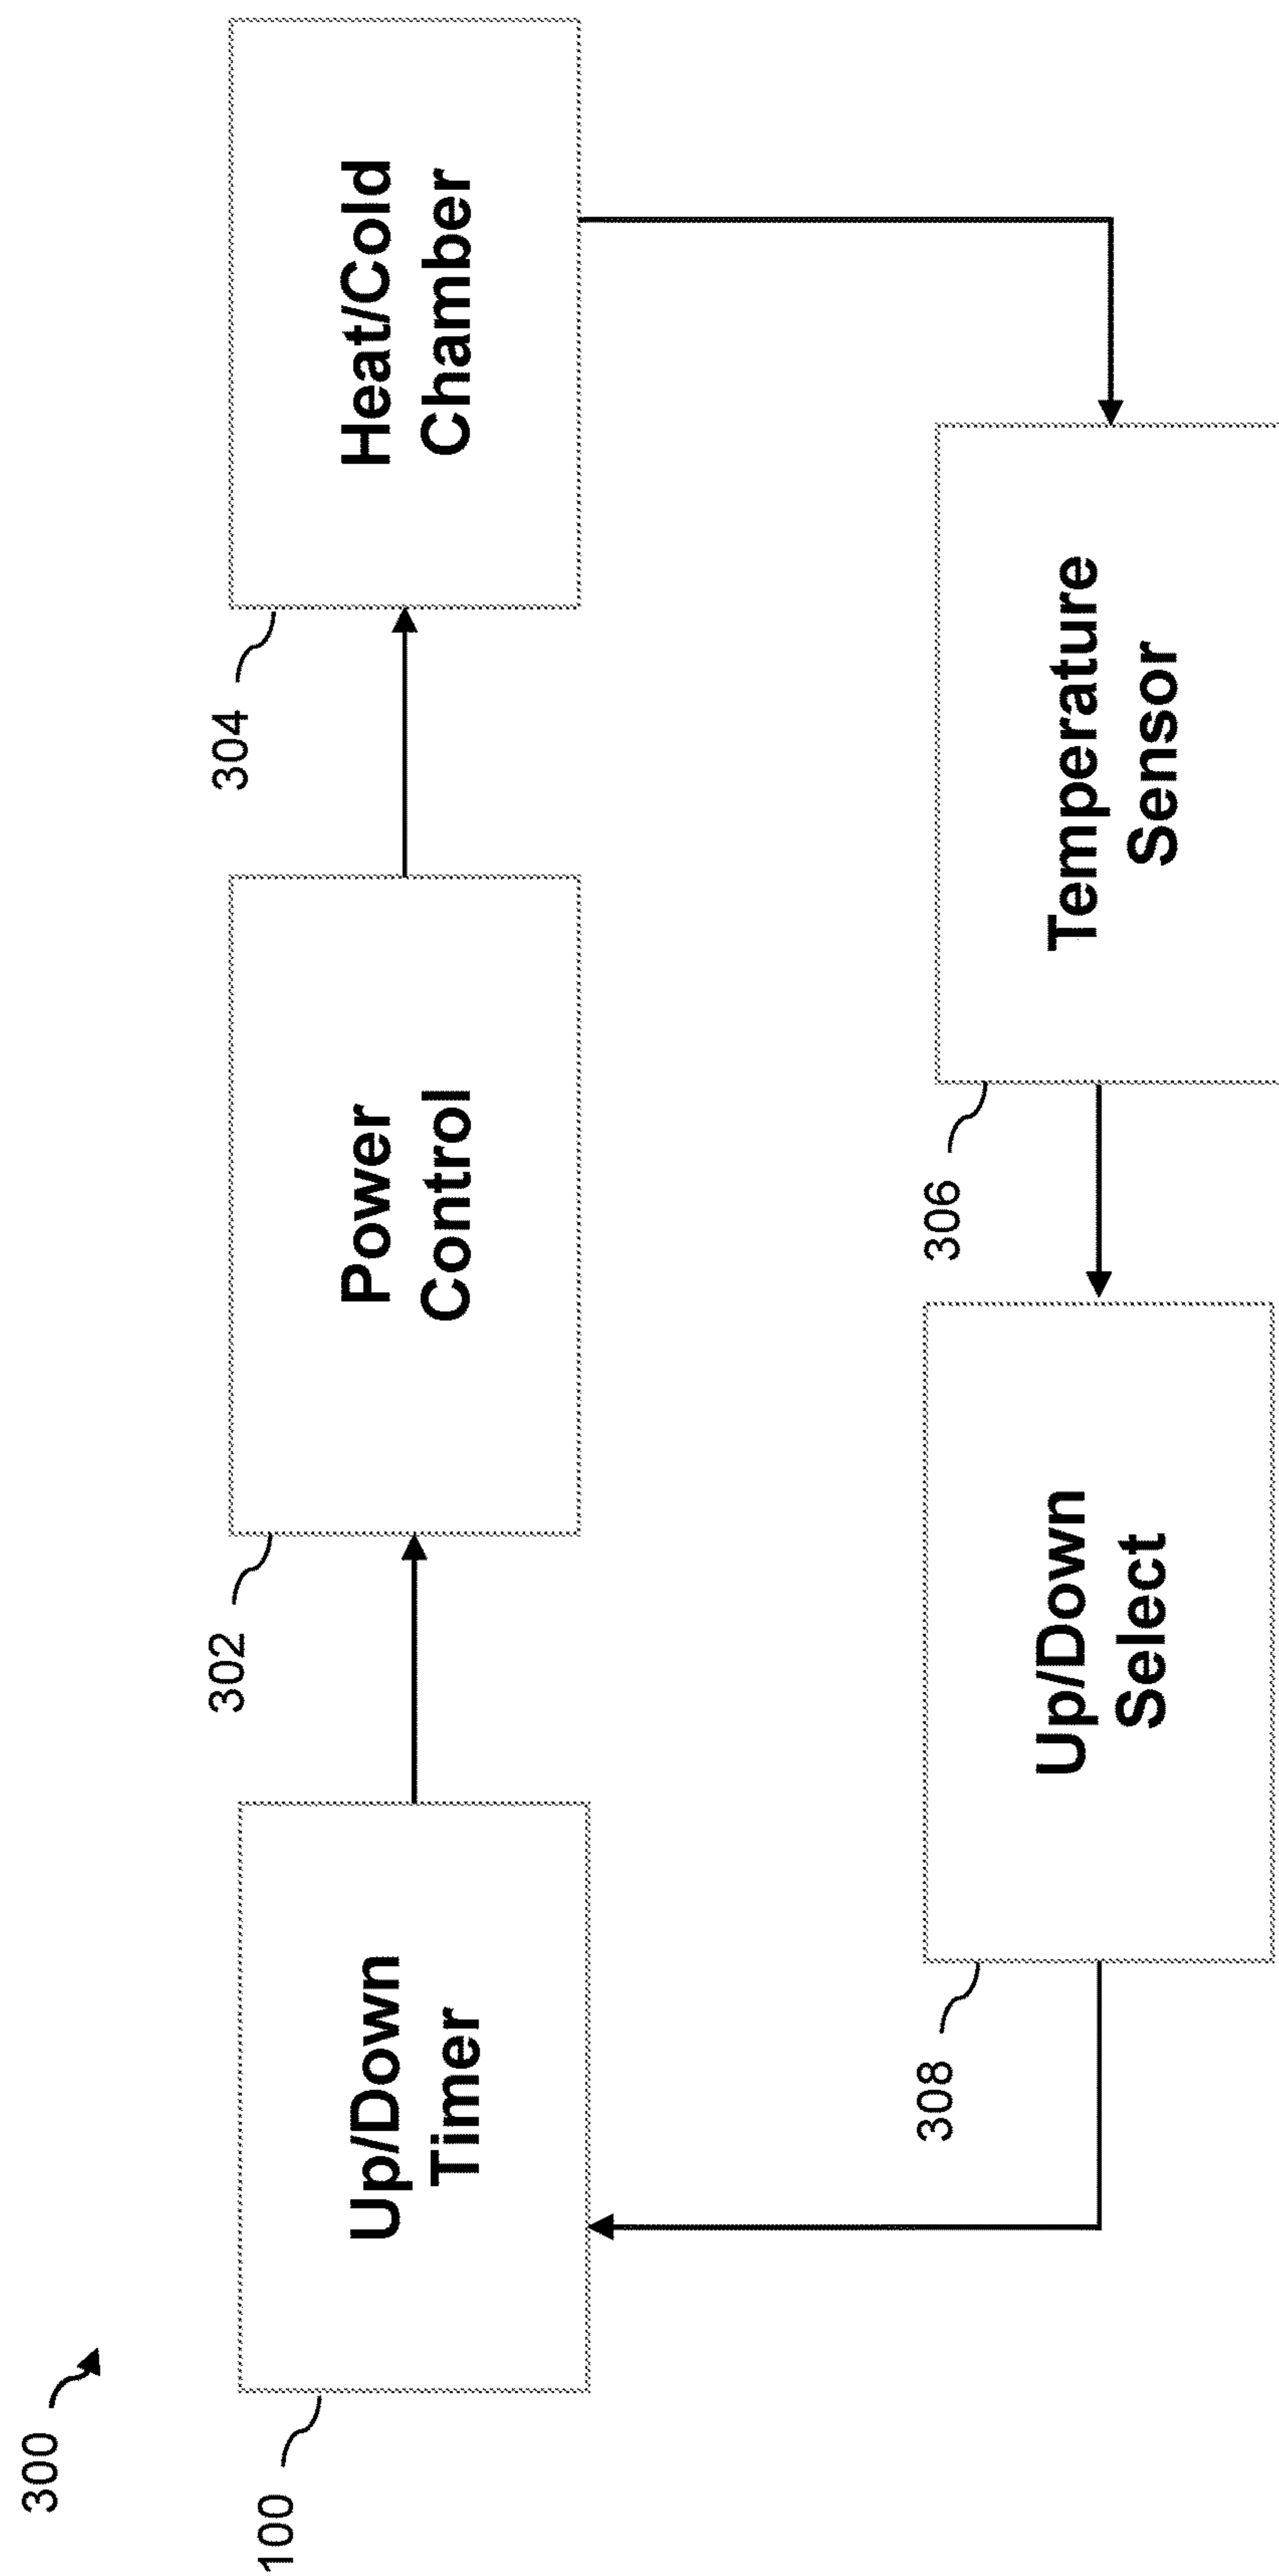 300
100
Up/Down
Timer
302
Power
Control
304
Heat/Cold
Chamber
308
Up/Down
Select
306
Temperature
Sensor